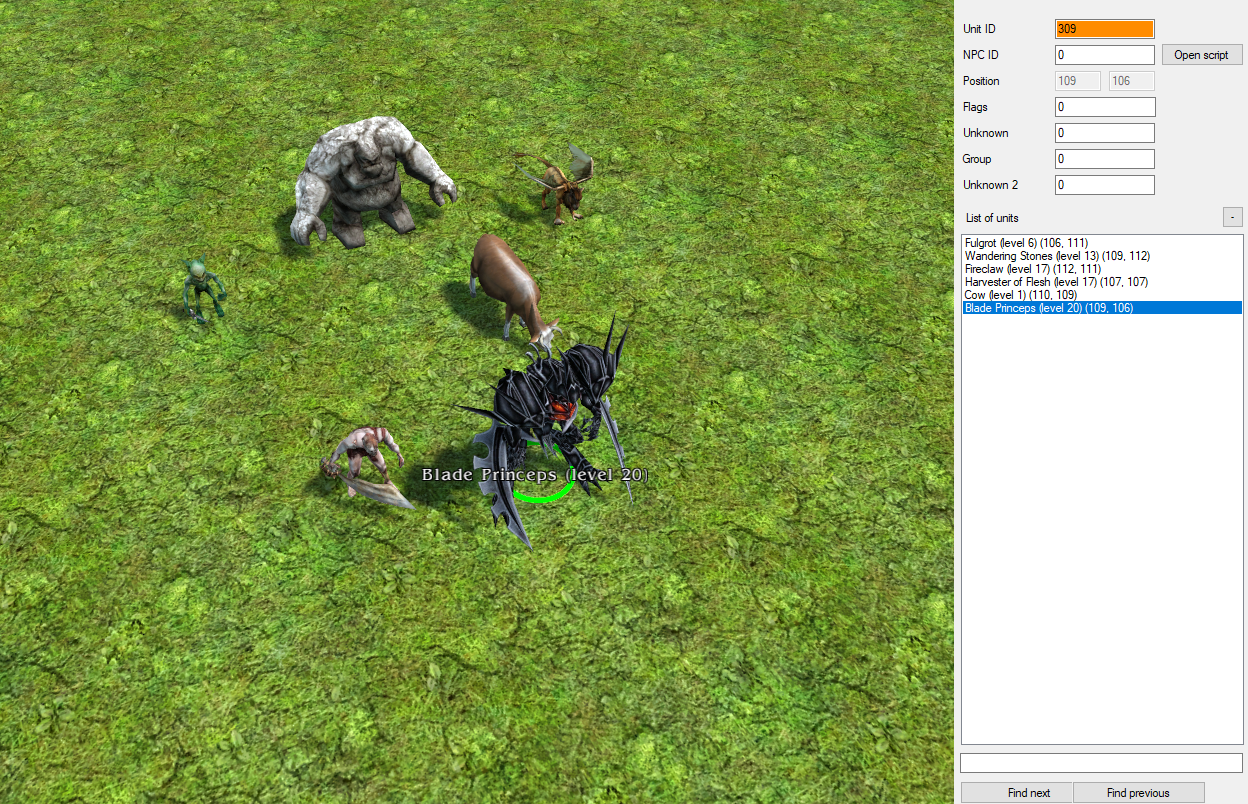 Unit ID 309
NPC ID 0 Open script
Position 109 106
Flags 0
Unknown 0
Group 0
Unknown 2 0
List of units -
Fulgrot (level 6) (106, 111)
Wandering Stones (level 13) (109, 112)
Fireclaw (level 17) (112, 111)
Harvester of Flesh (level 17) (107, 107)
Cow (level 1) (110, 109)
Blade Princeps (level 20) (109, 106)
Blade Princeps (level 20)
Find next Find previous